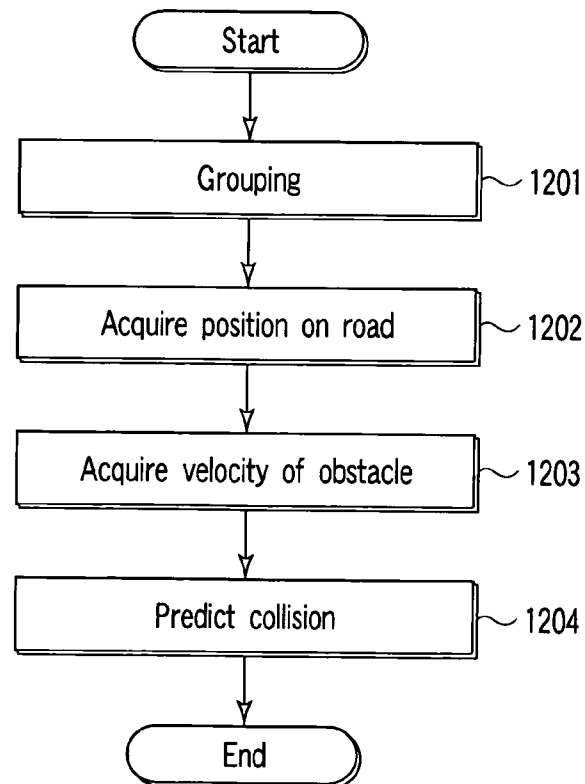 Start
Grouping
1201
Acquire position on road
1202
Acquire velocity of obstacle
1203
Predict collision
1204
End